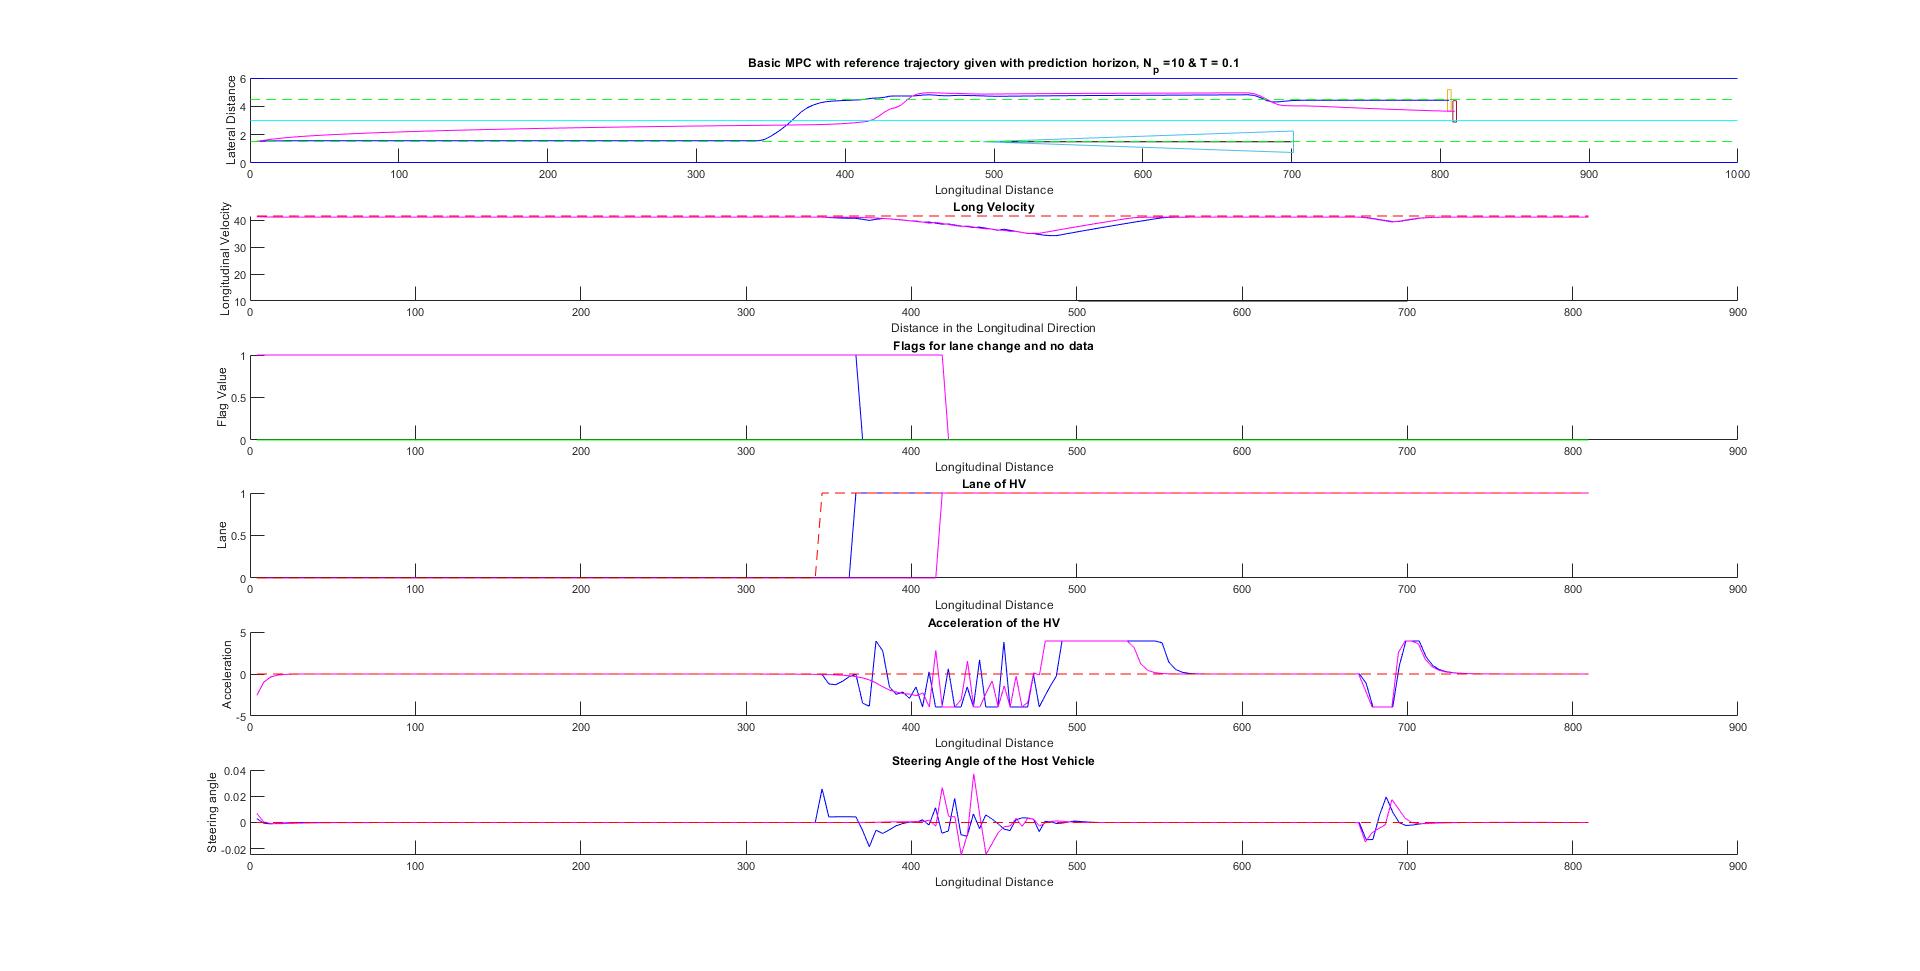 Basic MPC with reference trajectory given with prediction horizon, Np =10 & T = 0.1
Lateral Distance
6
4
2
0
0 100 200 300 400 500 600 700 800 900 1000
Longitudinal Distance
Long Velocity
Longitudinal Velocity
40
30
20
10
0 100 200 300 400 500 600 700 800 900
Distance in the Longitudinal Direction
Flags for lane change and no data
Flag Value
1
0.5
0
0 100 200 300 400 500 600 700 800 900
Longitudinal Distance
Lane of HV
Lane
1
0.5
0
0 100 200 300 400 500 600 700 800 900
Longitudinal Distance
Acceleration of the HV
Acceleration
5
0
-5
0 100 200 300 400 500 600 700 800 900
Longitudinal Distance
Steering Angle of the Host Vehicle
Steering angle
0.04
0.02
0
-0.02
0 100 200 300 400 500 600 700 800 900
Longitudinal Distance